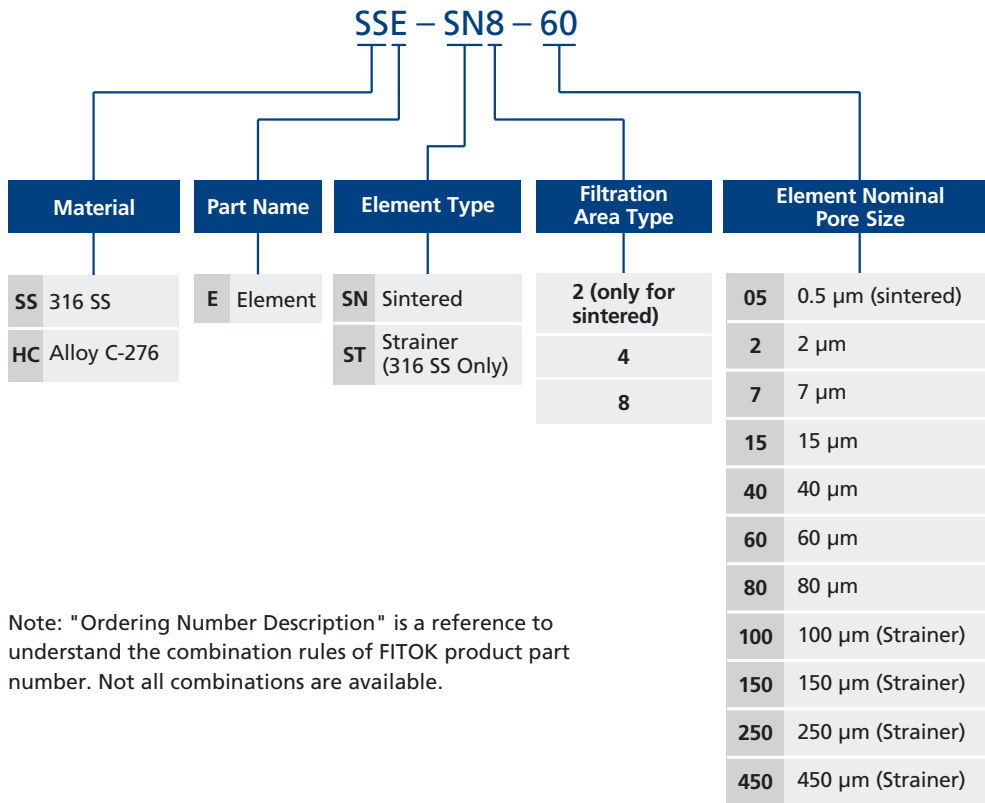 SSE – SN8 – 60
Material
Part Name
Element Type
Filtration
Area Type
Element Nominal
Pore Size
SS 316 SS
HC Alloy C-276
E Element
SN Sintered
ST Strainer
(316 SS Only)
2 (only for
sintered)
4
8
05 0.5 µm (sintered)
2 2 µm
7 7 µm
15 15 µm
40 40 µm
60 60 µm
80 80 µm
100 100 µm (Strainer)
150 150 µm (Strainer)
250 250 µm (Strainer)
450 450 µm (Strainer)
Note: "Ordering Number Description" is a reference to
understand the combination rules of FITOK product part
number. Not all combinations are available.